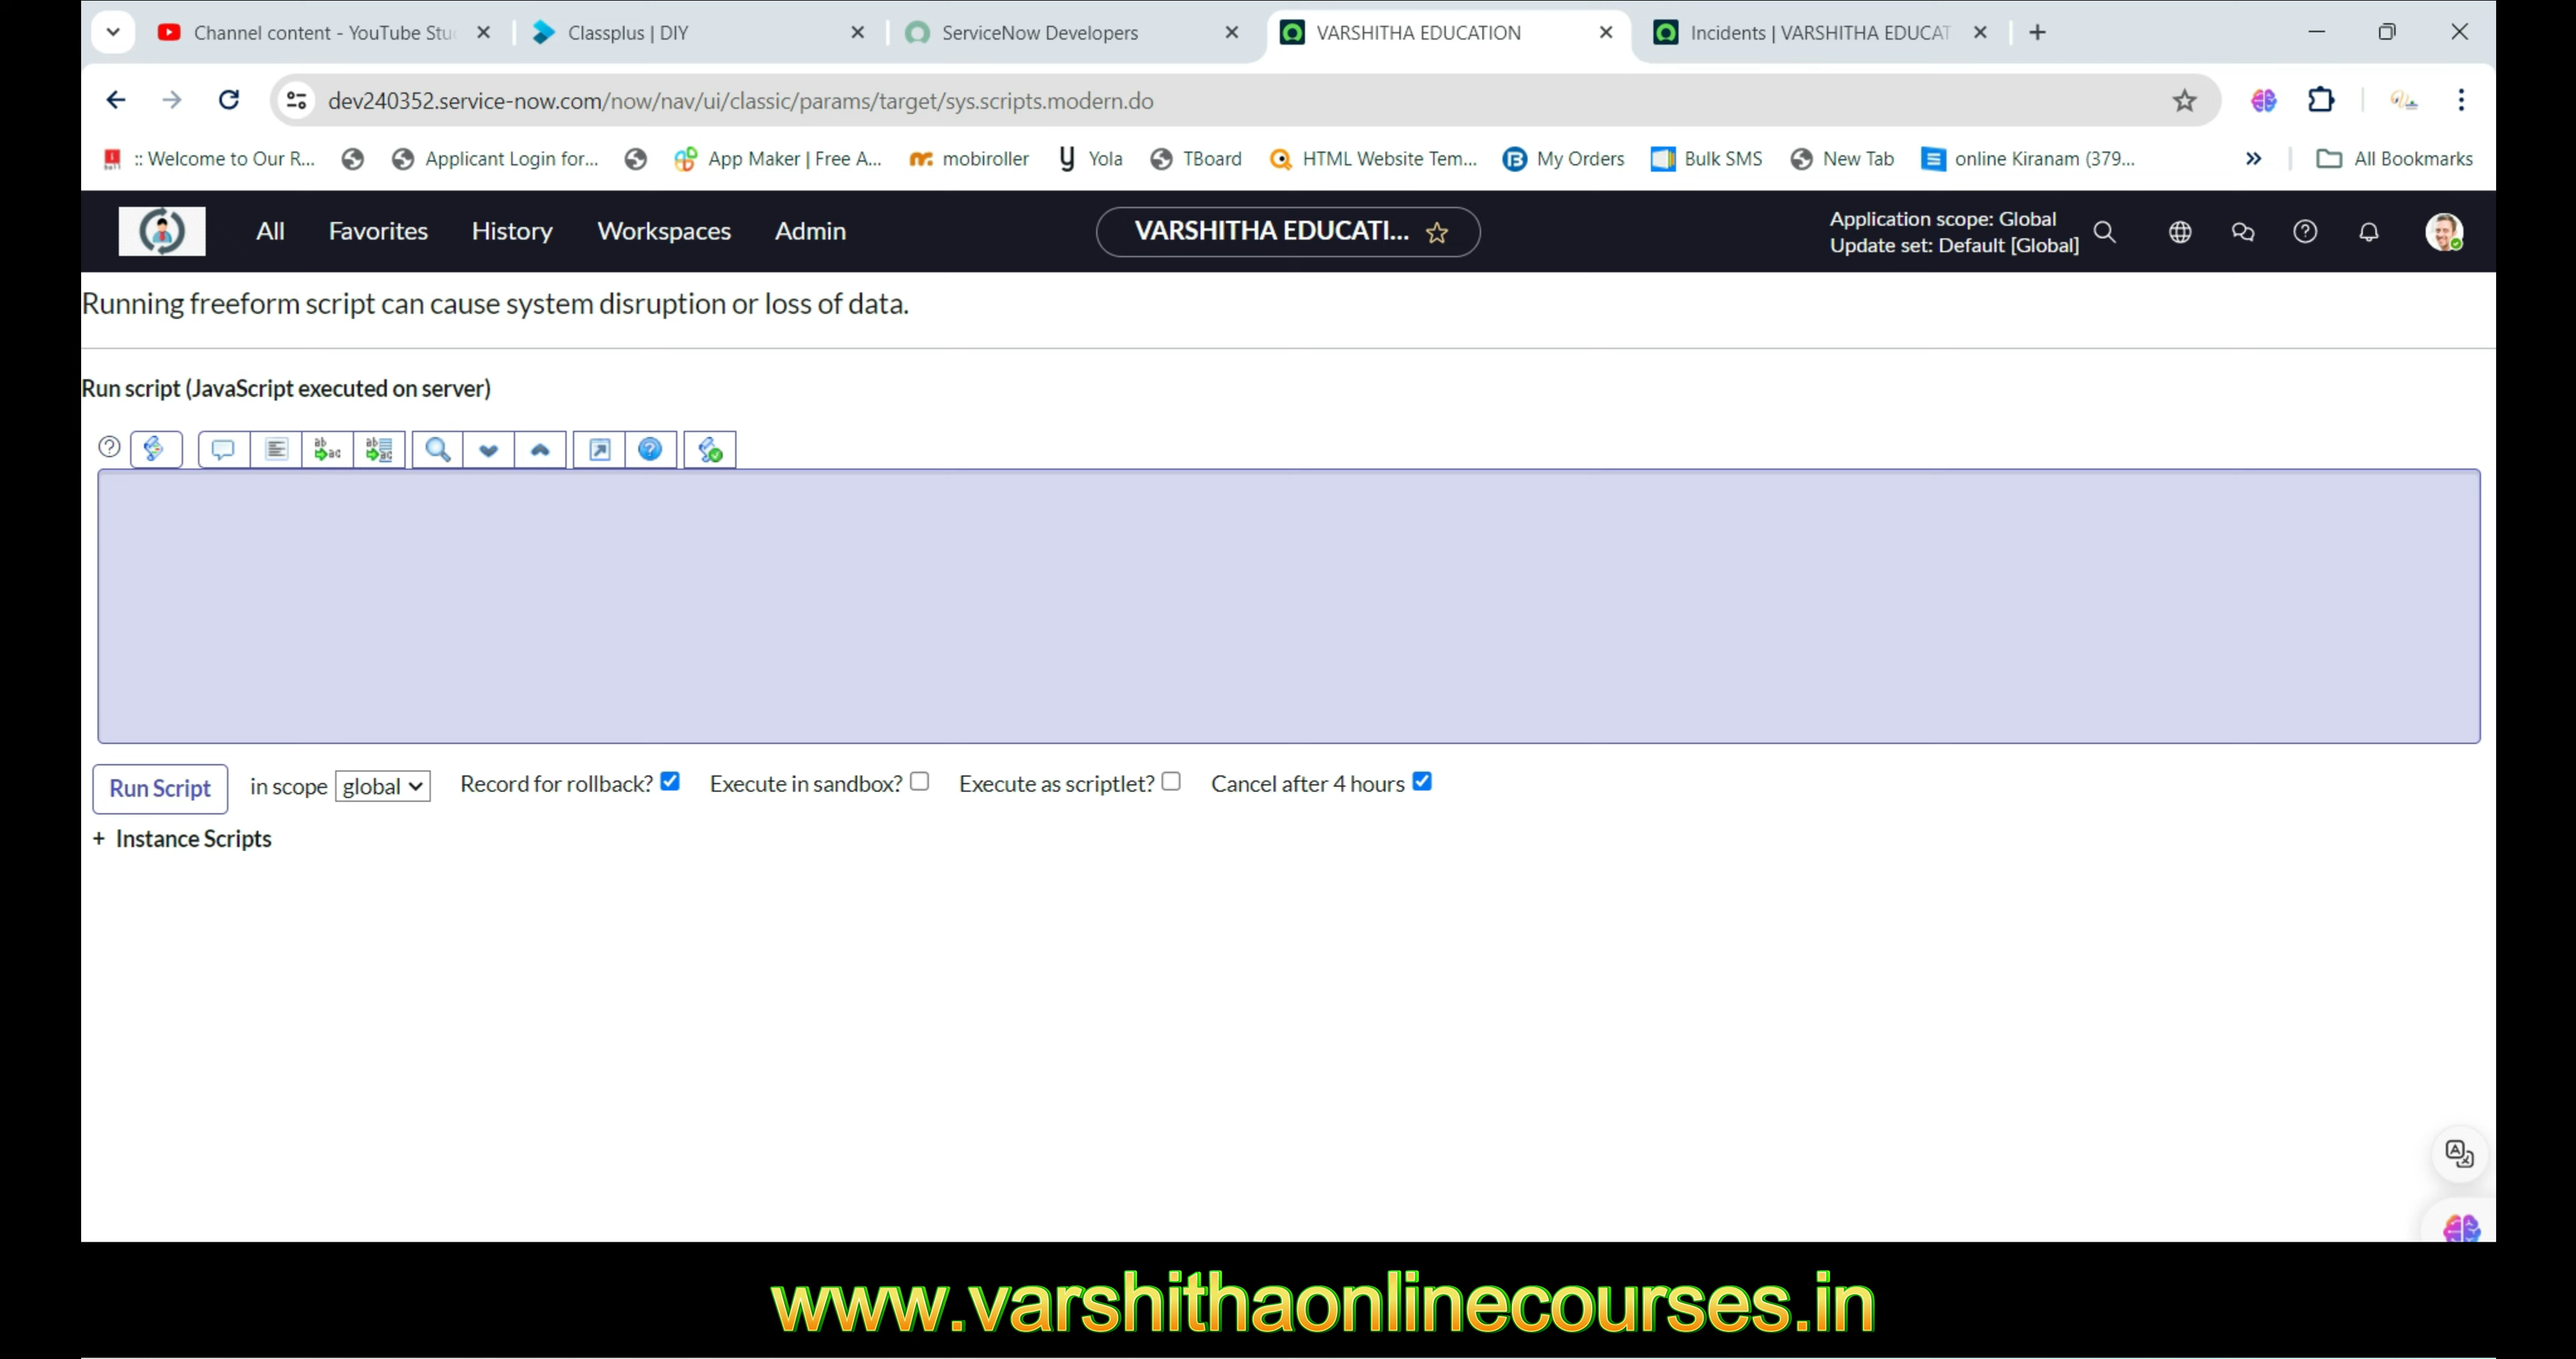 Channel content - YouTube Stu
Classplus | DIY
ServiceNow Developers
VARSHITHA EDUCATION
Incidents | VARSHITHA EDUCAT
dev240352.service-now.com/now/nav/ui/classic/params/target/sys.scripts.modern.do
:: Welcome to Our R...
Applicant Login for...
App Maker | Free A...
mobiroller
Yola
TBoard
HTML Website Tem...
My Orders
Bulk SMS
New Tab
online Kiranam (379...
All Bookmarks
All
Favorites
History
Workspaces
Admin
VARSHITHA EDUCATI...
Application scope: Global
Update set: Default [Global]
Running freeform script can cause system disruption or loss of data.
Run script (JavaScript executed on server)
Run Script
in scope
global
Record for rollback?
Execute in sandbox?
Execute as scriptlet?
Cancel after 4 hours
+ Instance Scripts
www.varshithaonlinecourses.in